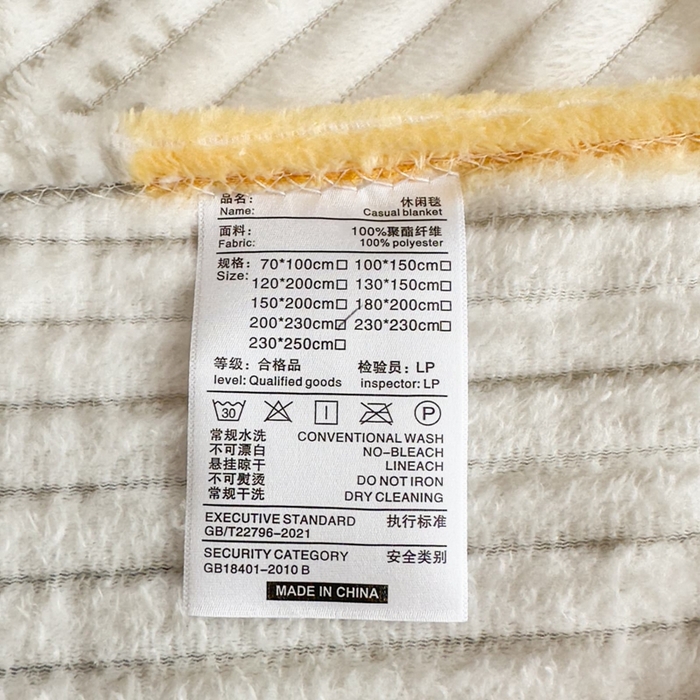 品名： 休闲毯
Name: Casual blanket
面料： 100%聚酯纤维
Fabric: 100% polyester
规格： 70*100cm□ 100*150cm□
Size: 120*200cm□ 130*150cm□
150*200cm□ 180*200cm□
200*230cm☑ 230*230cm□
230*250cm□
等级：合格品 检验员：LP
level: Qualified goods inspector: LP
30 P
常规水洗 CONVENTIONAL WASH
不可漂白 NO-BLEACH
悬挂晾干 LINEACH
不可熨烫 DO NOT IRON
常规干洗 DRY CLEANING
EXECUTIVE STANDARD 执行标准
GB/T22796-2021
SECURITY CATEGORY 安全类别
GB18401-2010 B
MADE IN CHINA